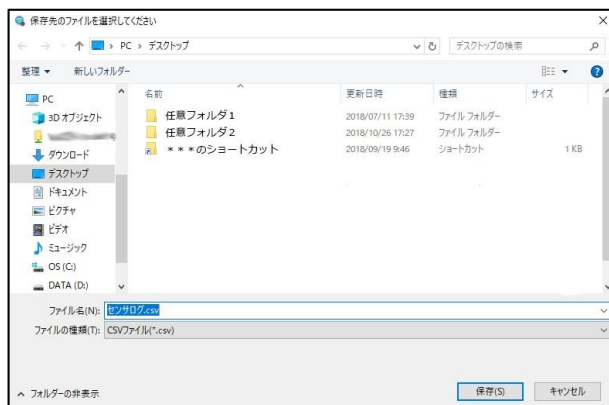 保存先のファイルを選択してください
PC › デスクトップ
デスクトップの検索
整理 新しいフォルダー
名前 更新日時 種類 サイズ
任意フォルダ1 2018/07/11 17:39 ファイル フォルダー
任意フォルダ2 2018/10/26 17:27 ファイル フォルダー
***のショートカット 2018/09/19 9:46 ショートカット 1 KB
PC
3D オブジェクト
ダウンロード
デスクトップ
ドキュメント
ピクチャ
ビデオ
ミュージック
OS (C:)
DATA (D:)
ファイル名(N): センサログ.csv
ファイルの種類(T): CSVファイル(*.csv)
フォルダーの非表示
保存(S) キャンセル